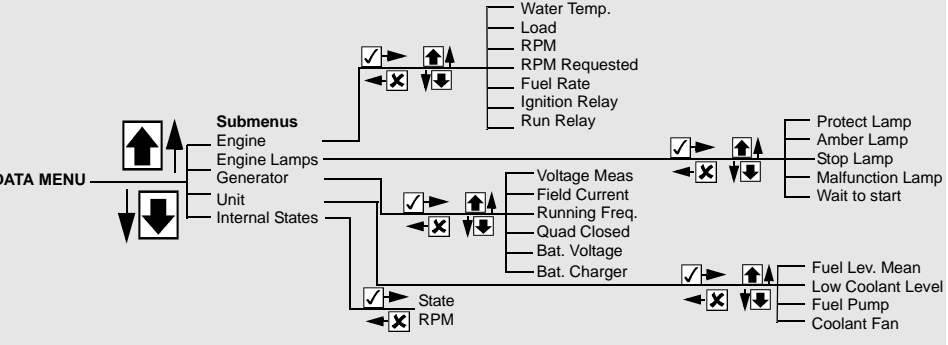 Water Temp.
Load
RPM
RPM Requested
Fuel Rate
Ignition Relay
Run Relay
Submenus
Engine
Engine Lamps
Generator
Unit
Internal States
DATA MENU
Protect Lamp
Amber Lamp
Stop Lamp
Malfunction Lamp
Wait to start
Voltage Meas
Field Current
Running Freq.
Quad Closed
Bat. Voltage
Bat. Charger
Fuel Lev. Mean
Low Coolant Level
Fuel Pump
Coolant Fan
State
RPM